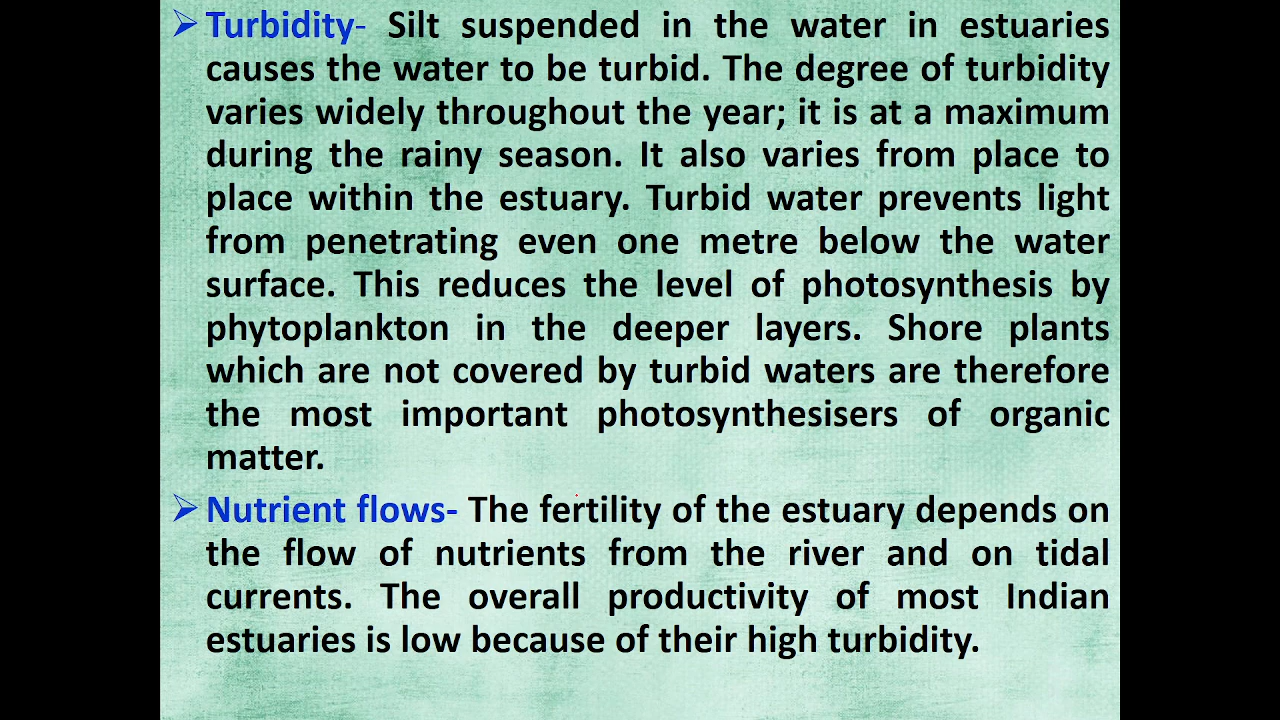 Turbidity- Silt suspended in the water in estuaries
causes the water to be turbid. The degree of turbidity
varies widely throughout the year; it is at a maximum
during the rainy season. It also varies from place to
place within the estuary. Turbid water prevents light
from penetrating even one metre below the water
surface. This reduces the level of photosynthesis by
phytoplankton in the deeper layers. Shore plants
which are not covered by turbid waters are therefore
the most important photosynthesisers of organic
matter.
Nutrient flows- The fertility of the estuary depends on
the flow of nutrients from the river and on tidal
currents. The overall productivity of most Indian
estuaries is low because of their high turbidity.